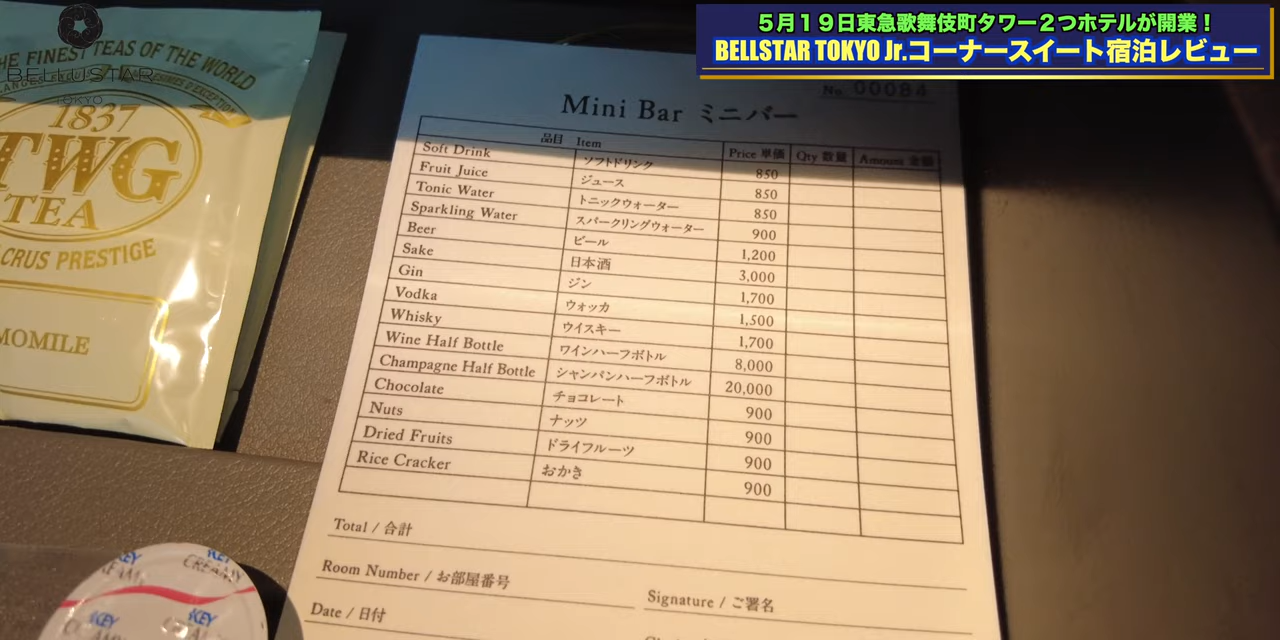 ５月１９日東急歌舞伎町タワー２つホテルが開業！
BELLSTAR TOKYO Jr.コーナースイート宿泊レビュー
BELLUSTAR
TOKYO
THE FINEST TEAS OF THE WORLD
1837
TWG
TEA
CRUS PRESTIGE
MOMILE
No. 00084
Mini Bar ミニバー
品目 Item Price 単価 Qty 数量 Amount 金額
Soft Drink ソフトドリンク 850
Fruit Juice ジュース 850
Tonic Water トニックウォーター 850
Sparkling Water スパークリングウォーター 900
Beer ビール 1,200
Sake 日本酒 3,000
Gin ジン 1,700
Vodka ウォッカ 1,500
Whisky ウイスキー 1,700
Wine Half Bottle ワインハーフボトル 8,000
Champagne Half Bottle シャンパンハーフボトル 20,000
Chocolate チョコレート 900
Nuts ナッツ 900
Dried Fruits ドライフルーツ 900
Rice Cracker おかき 900
Total / 合計
Room Number / お部屋番号
Signature / ご署名
Date / 日付
KEY
CREAMY
KEY
KEY